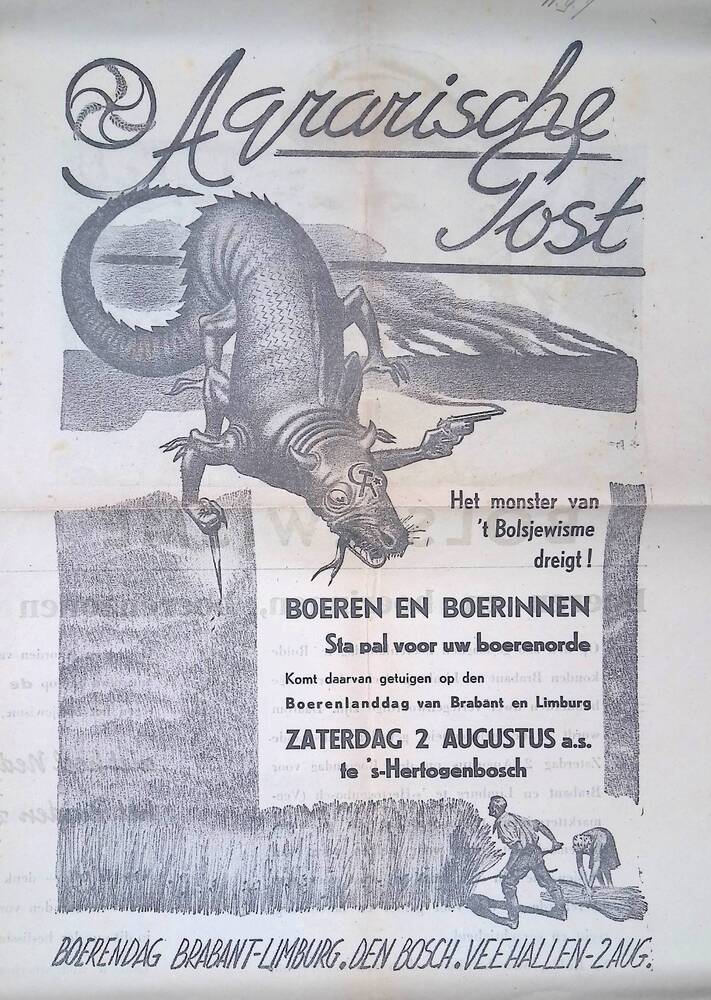 Agrarische
Post
Het monster van
't Bolsjewisme
dreigt!
BOEREN EN BOERINNEN
Sta pal voor uw boerenorde
Komt daarvan getuigen op den
Boerenlanddag van Brabant en Limburg
ZATERDAG 2 AUGUSTUS a.s.
te 's-Hertogenbosch
BOERENDAG BRABANT-LIMBURG. DEN BOSCH. VEEHALLEN-2 AUG.